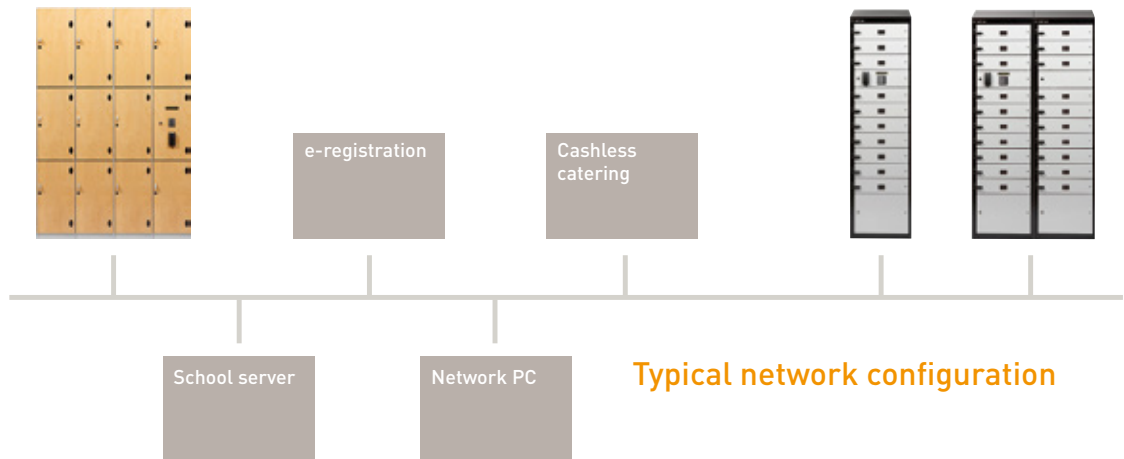 e-registration
Cashless
catering
School server
Network PC
Typical network configuration